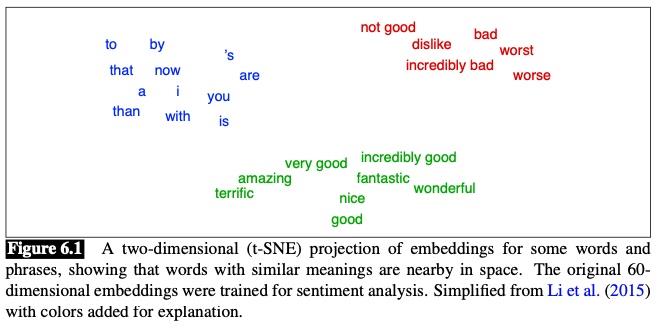 not good
bad
to by
dislike
's
worst
incredibly bad
that now
are
worse
a i
you
than
with
is
incredibly good
very good
amazing
fantastic
terrific
wonderful
nice
good
Figure 6.1 A two-dimensional (t-SNE) projection of embeddings for some words and
phrases, showing that words with similar meanings are nearby in space. The original 60-
dimensional embeddings were trained for sentiment analysis. Simplified from Li et al. (2015)
with colors added for explanation.